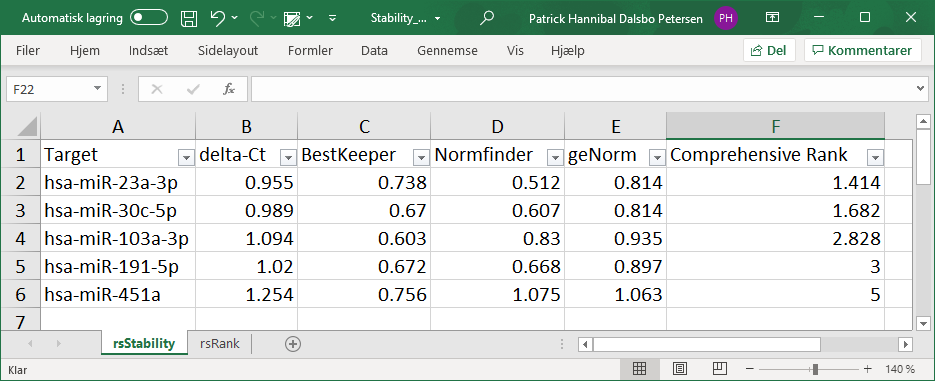 Automatisk lagring Stability_... Patrick Hannibal Dalsbo Petersen PH
Filer Hjem Indsæt Sidelayout Formler Data Gennemse Vis Hjælp Del Kommentarer
F22 fx
A B C D E F
1 Target delta-Ct BestKeeper Normfinder geNorm Comprehensive Rank
2 hsa-miR-23a-3p 0.955 0.738 0.512 0.814 1.414
3 hsa-miR-30c-5p 0.989 0.67 0.607 0.814 1.682
4 hsa-miR-103a-3p 1.094 0.603 0.83 0.935 2.828
5 hsa-miR-191-5p 1.02 0.672 0.668 0.897 3
6 hsa-miR-451a 1.254 0.756 1.075 1.063 5
7
rsStability rsRank
Klar 140 %